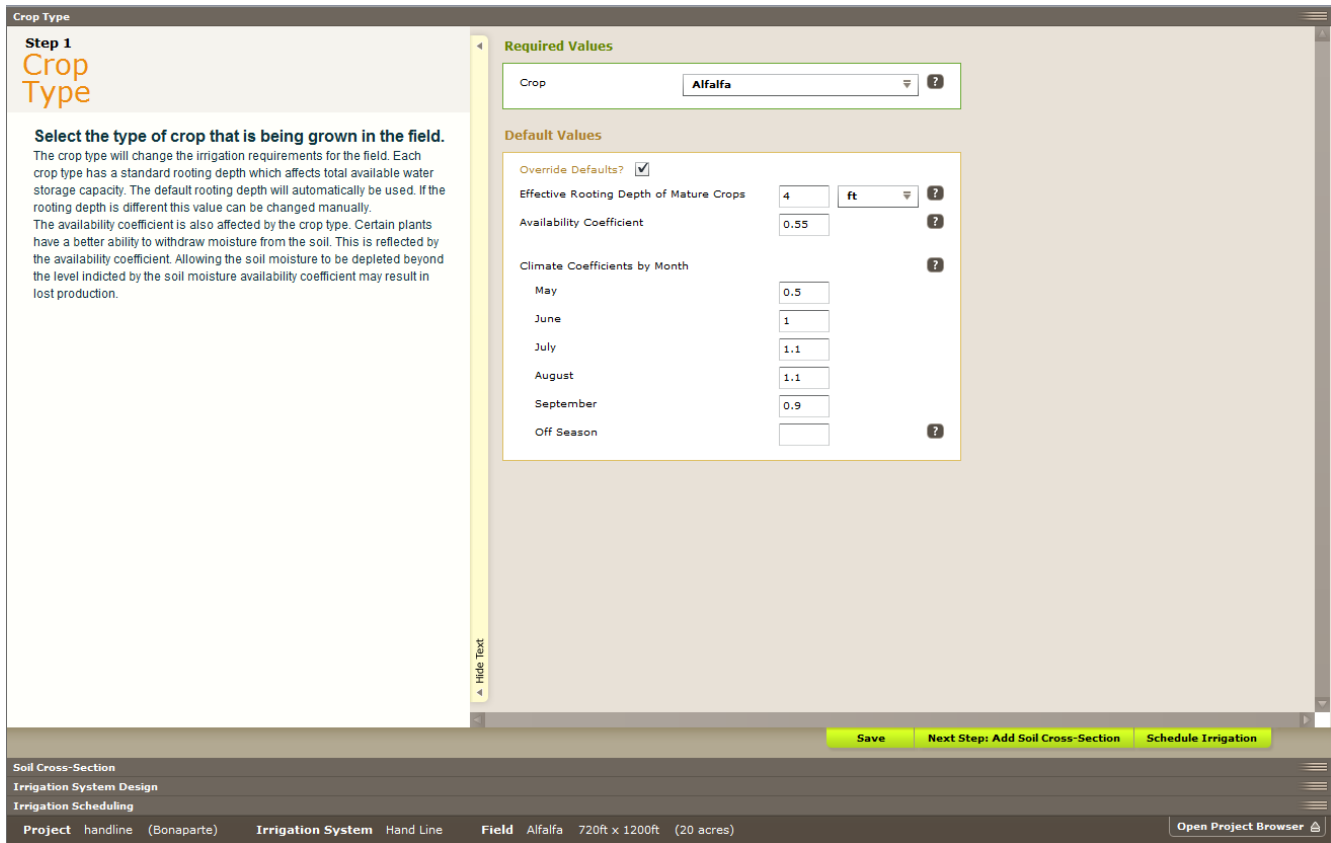 Crop Type
Step 1
Crop
Type
Select the type of crop that is being grown in the field.
The crop type will change the irrigation requirements for the field. Each
crop type has a standard rooting depth which affects total available water
storage capacity. The default rooting depth will automatically be used. If the
rooting depth is different this value can be changed manually.
The availability coefficient is also affected by the crop type. Certain plants
have a better ability to withdraw moisture from the soil. This is reflected by
the availability coefficient. Allowing the soil moisture to be depleted beyond
the level indicted by the soil moisture availability coefficient may result in
lost production.
Hide Text
Required Values
Crop Alfalfa ?
Default Values
Override Defaults?
Effective Rooting Depth of Mature Crops 4 ft ?
Availability Coefficient 0.55 ?
Climate Coefficients by Month ?
May 0.5
June 1
July 1.1
August 1.1
September 0.9
Off Season ?
Save Next Step: Add Soil Cross-Section Schedule Irrigation
Soil Cross-Section
Irrigation System Design
Irrigation Scheduling
Project handline (Bonaparte) Irrigation System Hand Line Field Alfalfa 720ft x 1200ft (20 acres) Open Project Browser